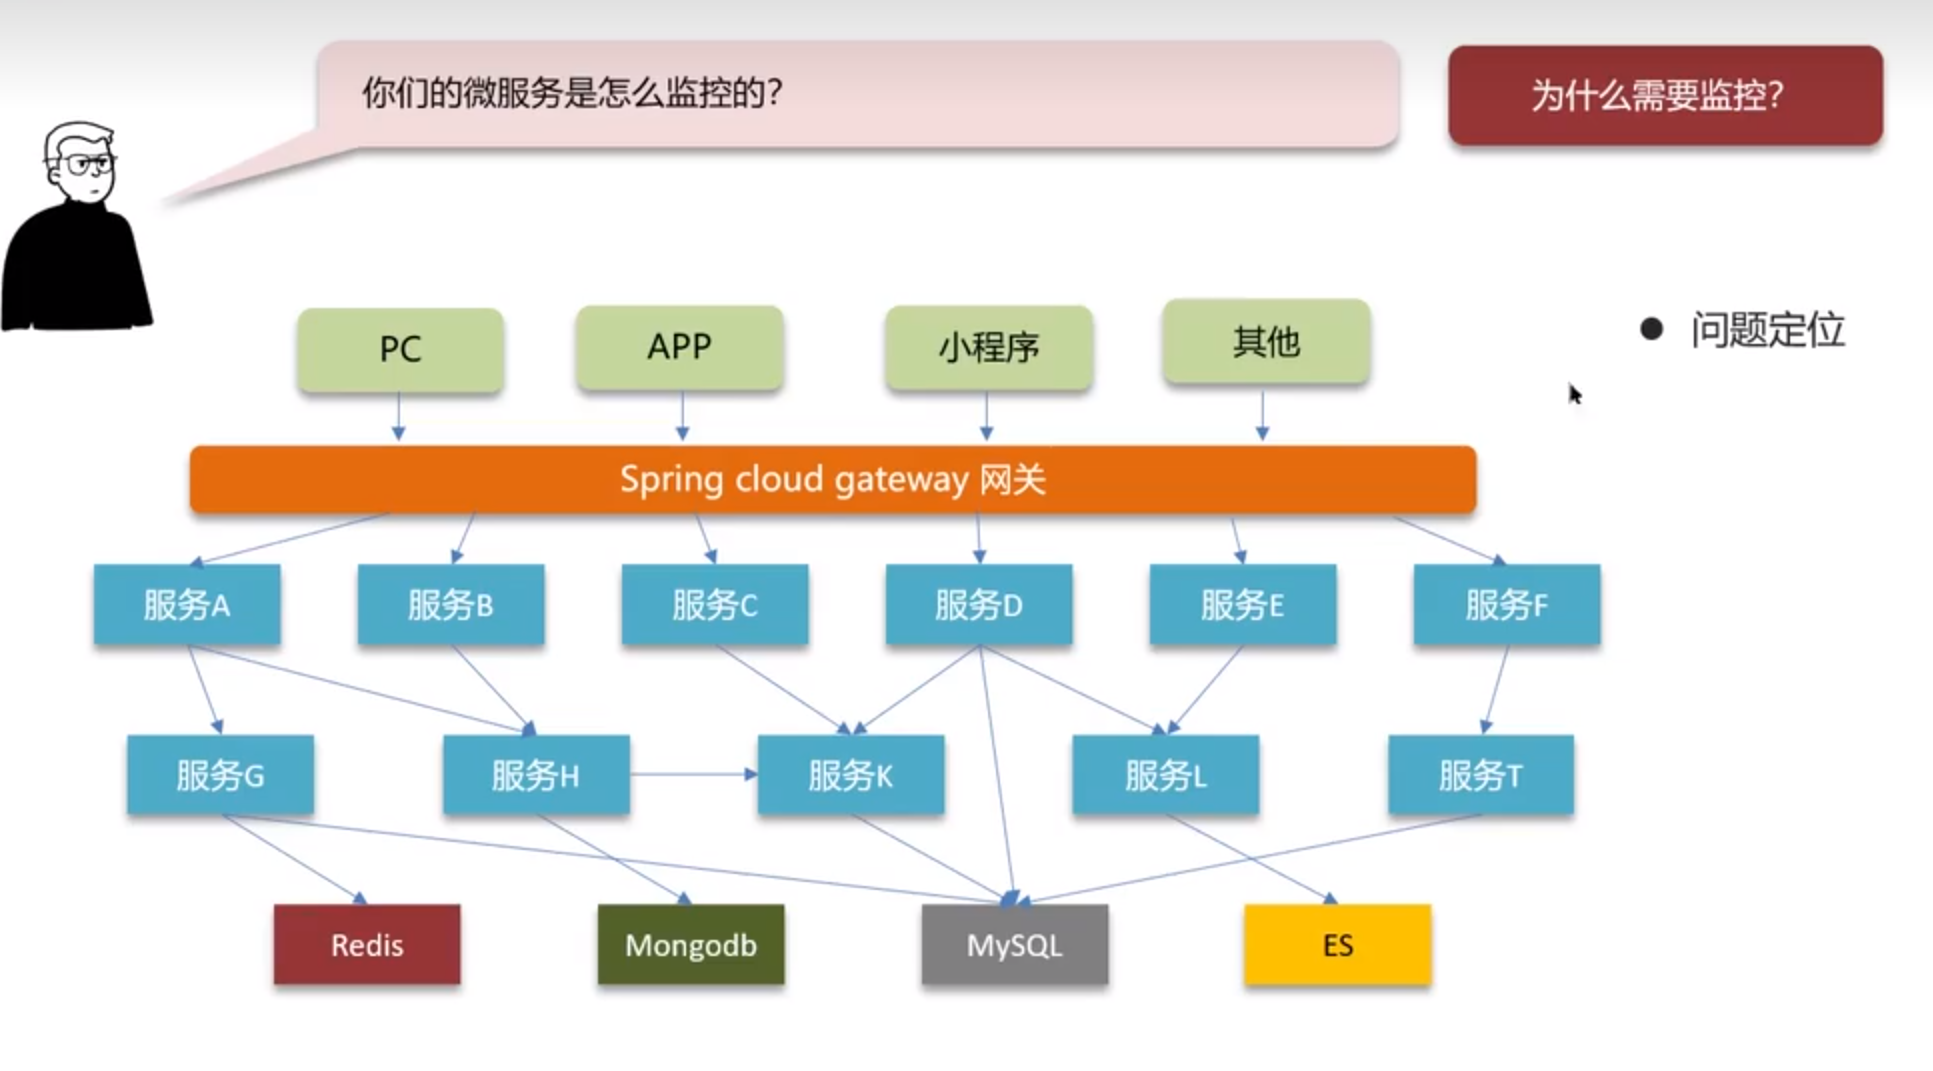 你们的微服务是怎么监控的?
为什么需要监控?
PC
APP
小程序
其他
● 问题定位
Spring cloud gateway 网关
服务A
服务B
服务C
服务D
服务E
服务F
服务G
服务H
服务K
服务L
服务T
Redis
Mongodb
MySQL
ES